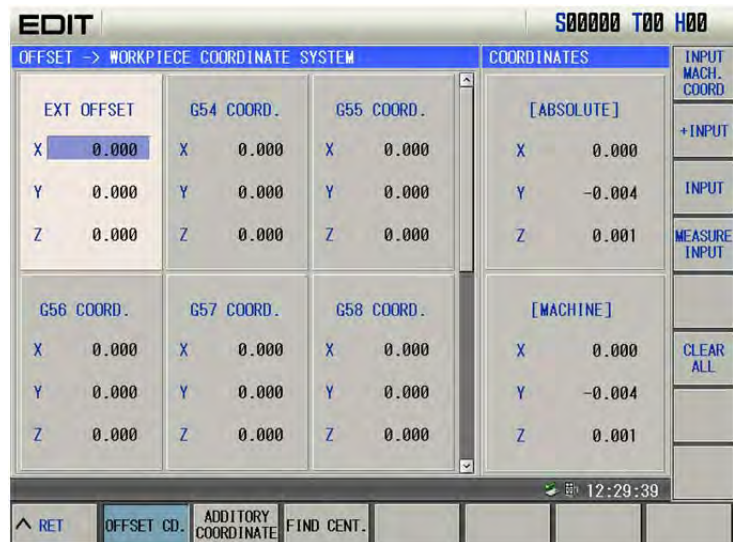 EDIT
S00000 T00 H00
OFFSET -> WORKPIECE COORDINATE SYSTEM
COORDINATES
EXT OFFSET
X 0.000
Y 0.000
Z 0.000
G54 COORD.
X 0.000
Y 0.000
Z 0.000
G55 COORD.
X 0.000
Y 0.000
Z 0.000
G56 COORD.
X 0.000
Y 0.000
Z 0.000
G57 COORD.
X 0.000
Y 0.000
Z 0.000
G58 COORD.
X 0.000
Y 0.000
Z 0.000
[ABSOLUTE]
X 0.000
Y -0.004
Z 0.001
[MACHINE]
X 0.000
Y -0.004
Z 0.001
INPUT
MACH.
COORD
+INPUT
INPUT
MEASURE
INPUT
CLEAR
ALL
12:29:39
RET
OFFSET CD.
ADDITORY
COORDINATE
FIND CENT.